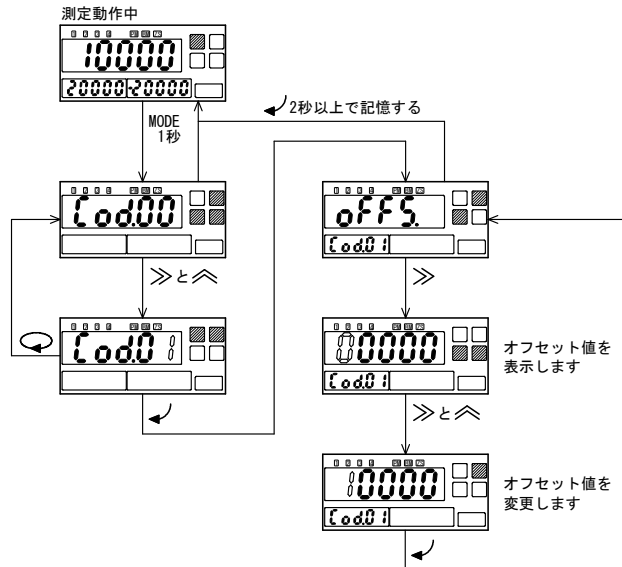 測定動作中
10000
20000 -20000
2秒以上で記憶する
MODE
1秒
Cod.00
oFFS.
Cod.01
≫と︽
≫
Cod.01
00000
Cod.01
オフセット値を
表示します
≫と︽
10000
Cod.01
オフセット値を
変更します